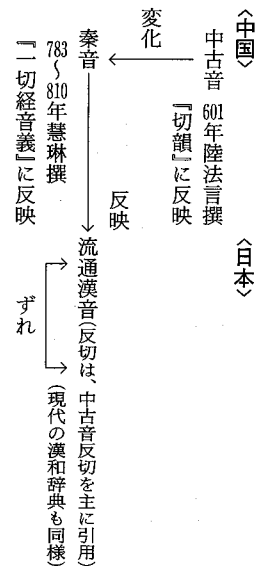 〈中国〉
中古音 601年陸法言撰
『切韻』に反映
変化
秦音
783〜810年慧琳撰
『一切経音義』に反映
反映
〈日本〉
流通漢音(反切は、中古音反切を主に引用)
(現代の漢和辞典も同様)
ずれ